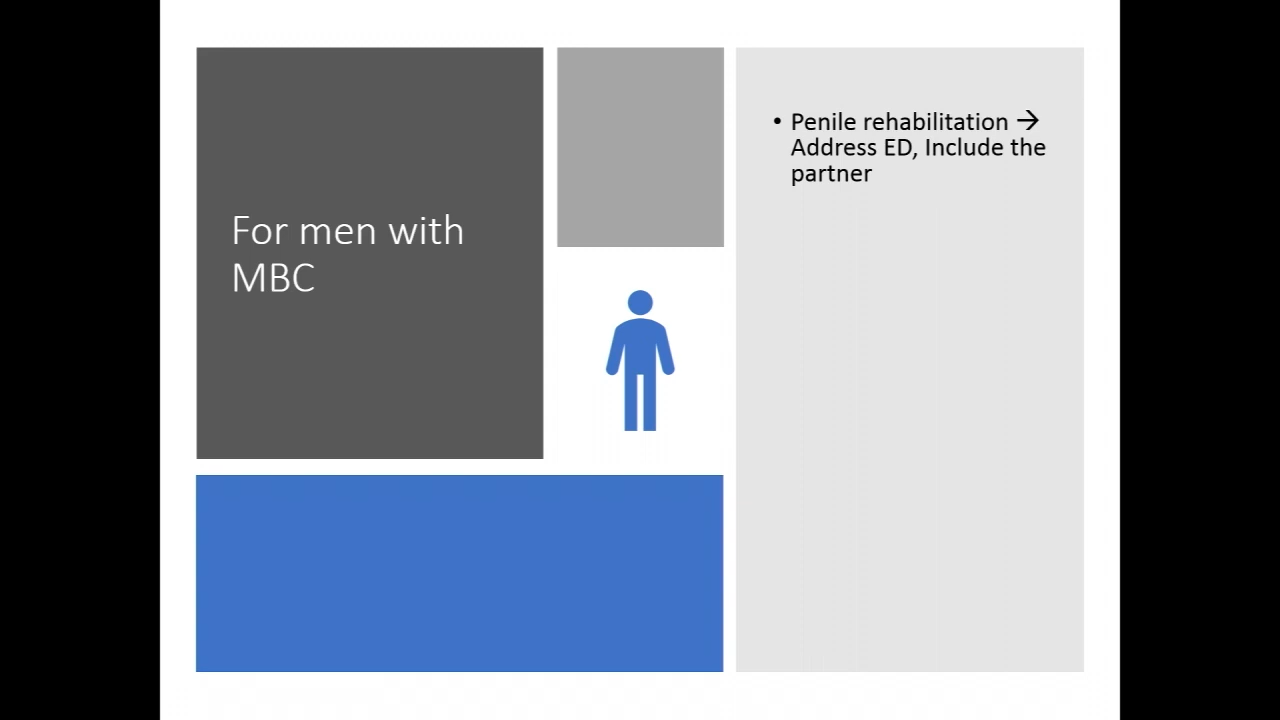 For men with
MBC
• Penile rehabilitation →
Address ED, Include the
partner